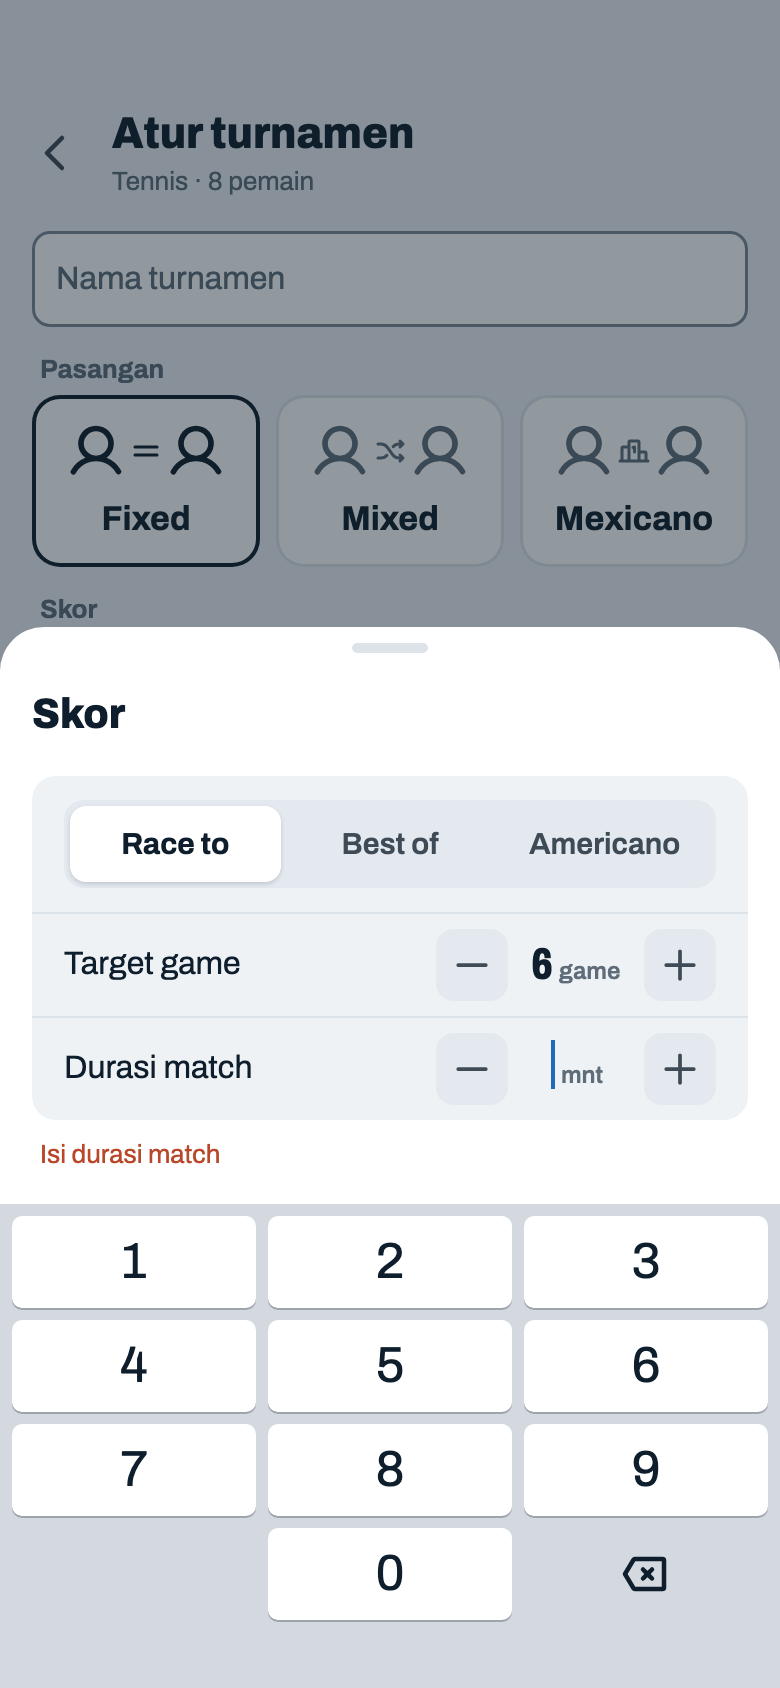 Atur turnamen
Tennis · 8 pemain
Nama turnamen
Pasangan
Fixed
Mixed
Mexicano
Skor
Skor
Race to
Best of
Americano
Target game
6 game
Durasi match
mnt
Isi durasi match
1
2
3
4
5
6
7
8
9
0